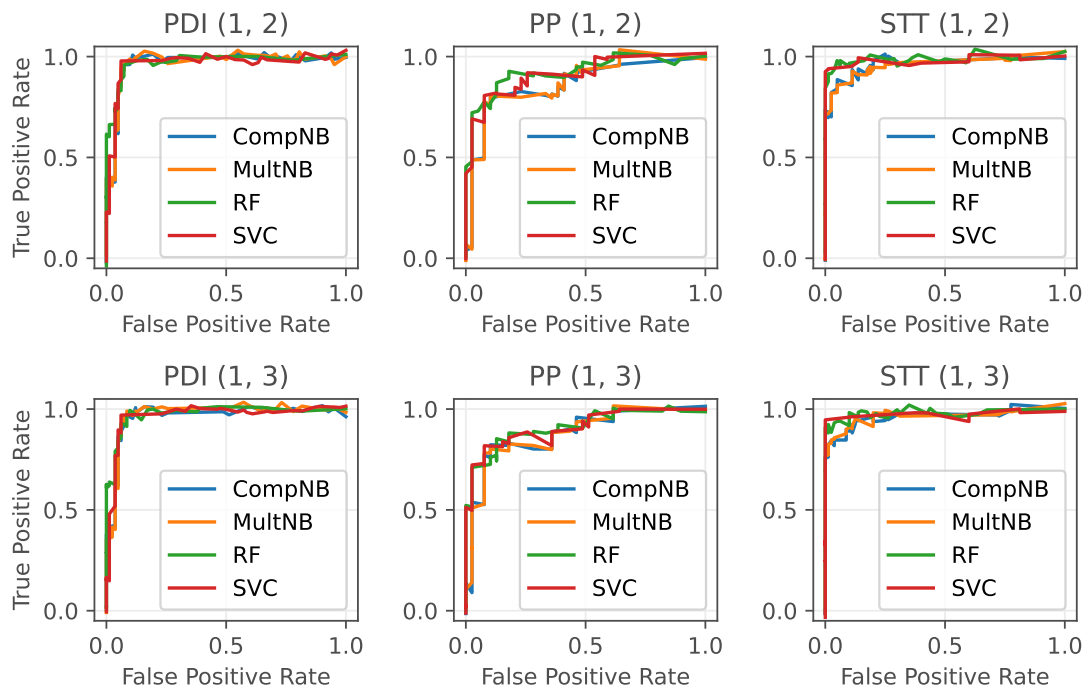 PDI (1, 2)
True Positive Rate
1.0
0.5
0.0
CompNB
MultNB
RF
SVC
0.0 0.5 1.0
False Positive Rate
PP (1, 2)
1.0
0.5
0.0
CompNB
MultNB
RF
SVC
0.0 0.5 1.0
False Positive Rate
STT (1, 2)
1.0
0.5
0.0
CompNB
MultNB
RF
SVC
0.0 0.5 1.0
False Positive Rate
PDI (1, 3)
True Positive Rate
1.0
0.5
0.0
CompNB
MultNB
RF
SVC
0.0 0.5 1.0
False Positive Rate
PP (1, 3)
1.0
0.5
0.0
CompNB
MultNB
RF
SVC
0.0 0.5 1.0
False Positive Rate
STT (1, 3)
1.0
0.5
0.0
CompNB
MultNB
RF
SVC
0.0 0.5 1.0
False Positive Rate